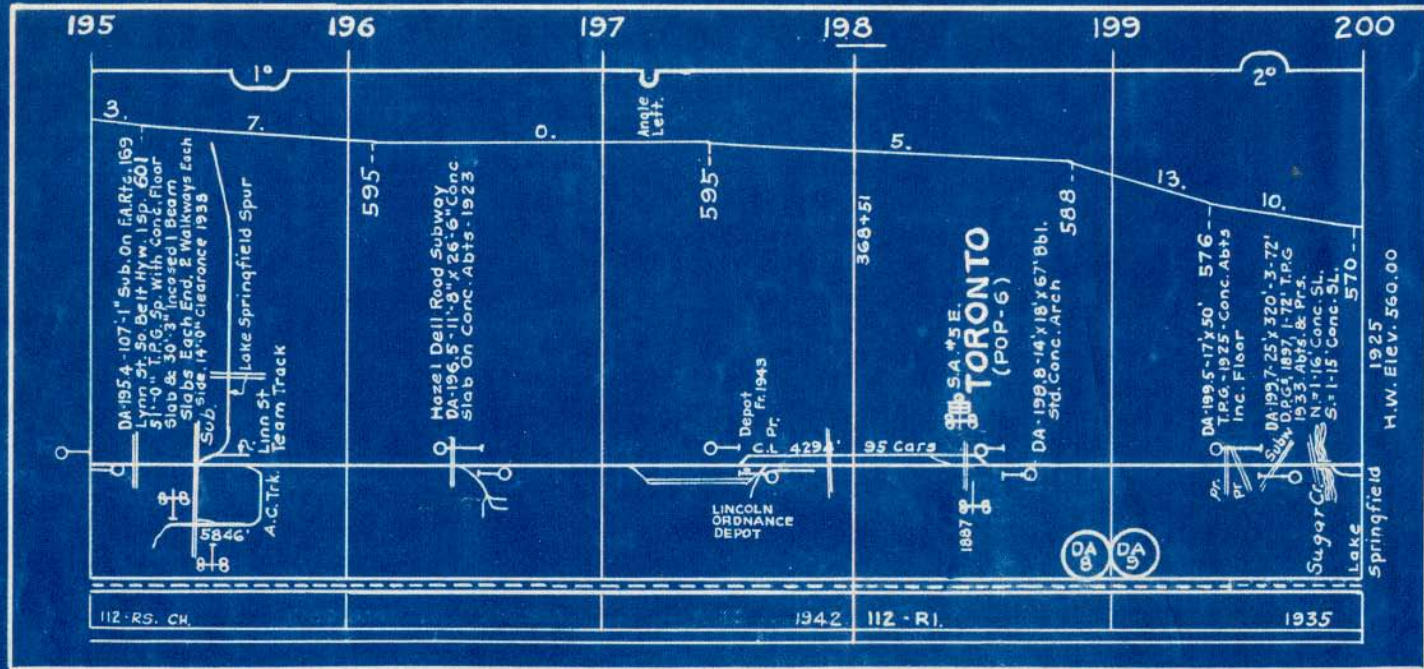 195 196 197 198 199 200
1° 2°
Angle
Left.
3. 7. 0. 5. 13. 10.
601
595
595
588
576
570
DA-195.4-107'-1" Sub. On F.A.Rte. 169
Lynn St. So. Belt Hyw. 1 Sp.
51'-0" T.P.G. Sp. With Conc. Floor
Slab & 30'-3" Incased I Beam
Slabs Each End. 2 Walkways Each
Side. 14'-0" Clearance 1938
Sub
Lake Springfield Spur
Linn St
Team Track
A.C. Trk.
5846'
Hazel Dell Road Subway
DA-196.5-11'-8" X 26'-6" Conc
Slab On Conc. Abts-1923
Depot
Pr. Fr. 1943
C.L 4294' 95 Cars
LINCOLN
ORDNANCE
DEPOT
368+51
S.A. #5 E.
TORONTO
(POP-6)
DA-198.8-14'x18'x67' Bbl.
Std. Conc. Arch
1887
DA
8
DA
9
DA-199.5-17'x50'
T.P.G.-1925-Conc. Abts
Inc. Floor
DA-199.7-25 x 320'-3-72'
D.P.GS 1897, 1-72' T.P.G
1933 Abts. & Prs.
N.=1-16' Conc. SL.
S.=1-15' Conc. SL.
Pr.
Pr
Subw.
Sugar Cr.
Lake
Springfield
1925
H.W. Elev. 560.00
112-RS. CH. 1942 112-RI. 1935